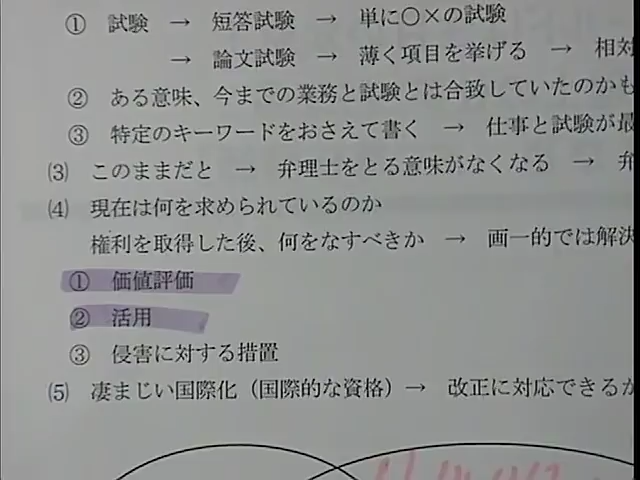 ① 試験 → 短答試験 → 単に○×の試験
→ 論文試験 → 薄く項目を挙げる → 相対
② ある意味、今までの業務と試験とは合致していたのかも
③ 特定のキーワードをおさえて書く → 仕事と試験が最
(3) このままだと → 弁理士をとる意味がなくなる → 弁
(4) 現在は何を求められているのか
権利を取得した後、何をなすべきか → 画一的では解決
① 価値評価
② 活用
③ 侵害に対する措置
(5) 凄まじい国際化（国際的な資格）→ 改正に対応できるか